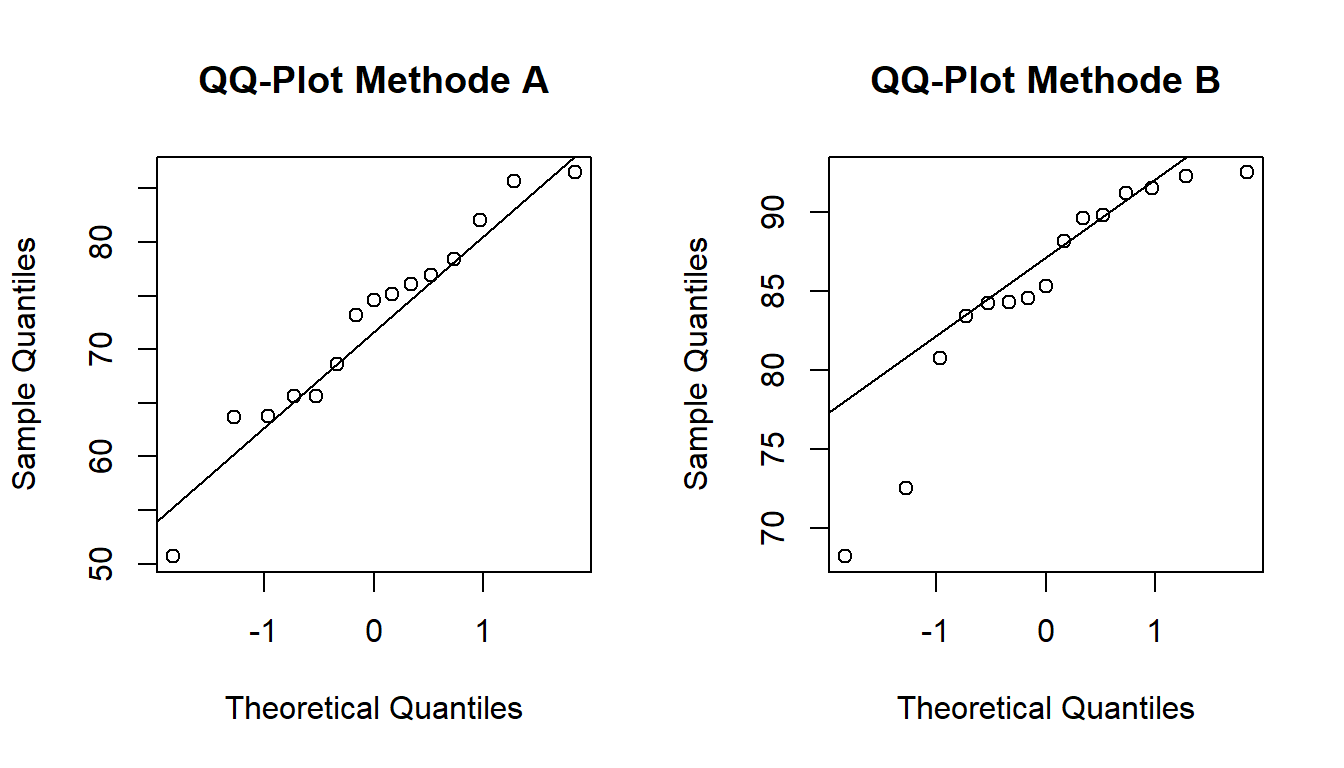 QQ-Plot Methode A
Sample Quantiles
80
70
60
50
-1 0 1
Theoretical Quantiles
QQ-Plot Methode B
Sample Quantiles
90
85
80
75
70
-1 0 1
Theoretical Quantiles